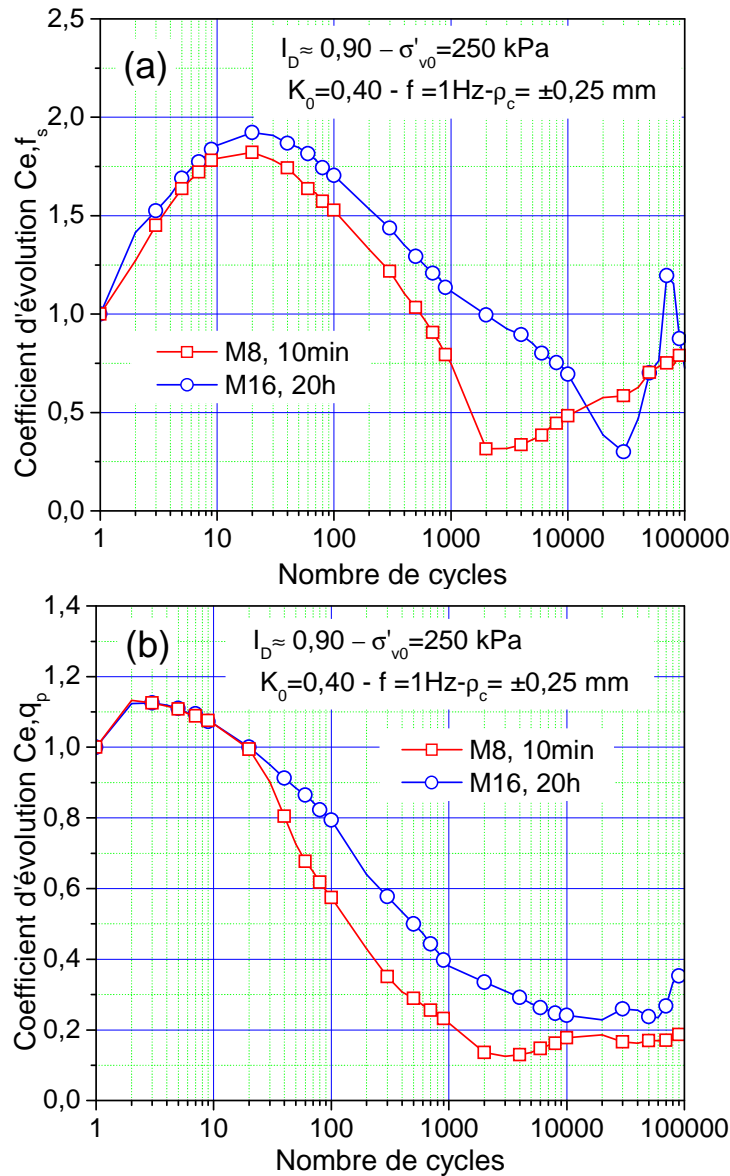 (a)
I_D≈ 0,90 − σ'_v0=250 kPa
K_0=0,40 - f =1Hz-ρ_c= ±0,25 mm
Coefficient d'évolution Ce,f_s
2,5
2,0
1,5
1,0
0,5
0,0
M8, 10min
M16, 20h
1 10 100 1000 10000 100000
Nombre de cycles
(b)
I_D≈ 0,90 − σ'_v0=250 kPa
K_0=0,40 - f =1Hz-ρ_c= ±0,25 mm
Coefficient d'évolution Ce,q_p
1,4
1,2
1,0
0,8
0,6
0,4
0,2
0,0
M8, 10min
M16, 20h
1 10 100 1000 10000 100000
Nombre de cycles